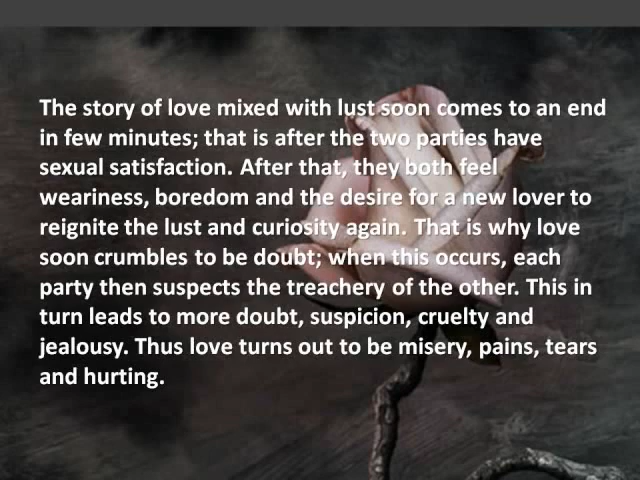 The story of love mixed with lust soon comes to an end
in few minutes; that is after the two parties have
sexual satisfaction. After that, they both feel
weariness, boredom and the desire for a new lover to
reignite the lust and curiosity again. That is why love
soon crumbles to be doubt; when this occurs, each
party then suspects the treachery of the other. This in
turn leads to more doubt, suspicion, cruelty and
jealousy. Thus love turns out to be misery, pains, tears
and hurting.